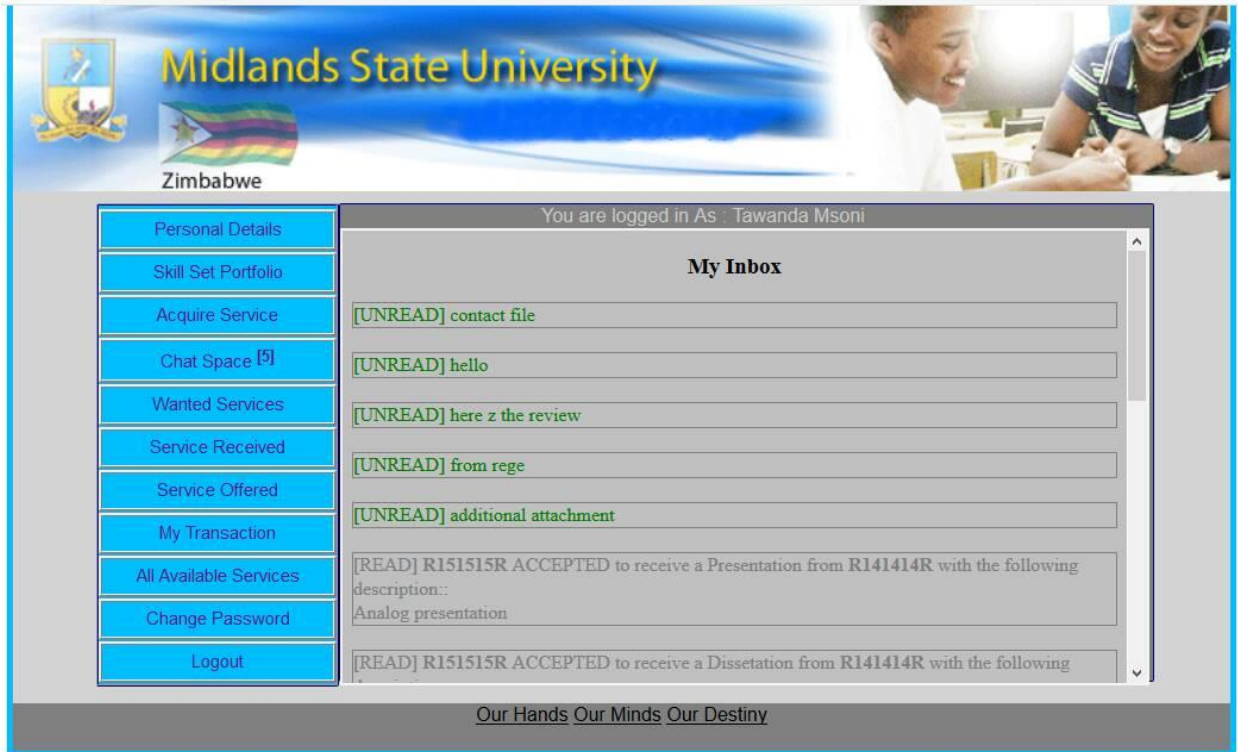 Midlands State University
Zimbabwe
Personal Details
Skill Set Portfolio
Acquire Service
Chat Space [5]
Wanted Services
Service Received
Service Offered
My Transaction
All Available Services
Change Password
Logout
You are logged in As : Tawanda Msoni
My Inbox
[UNREAD] contact file
[UNREAD] hello
[UNREAD] here z the review
[UNREAD] from rege
[UNREAD] additional attachment
[READ] R151515R ACCEPTED to receive a Presentation from R141414R with the following
description::
Analog presentation
[READ] R151515R ACCEPTED to receive a Dissetation from R141414R with the following
Our Hands Our Minds Our Destiny